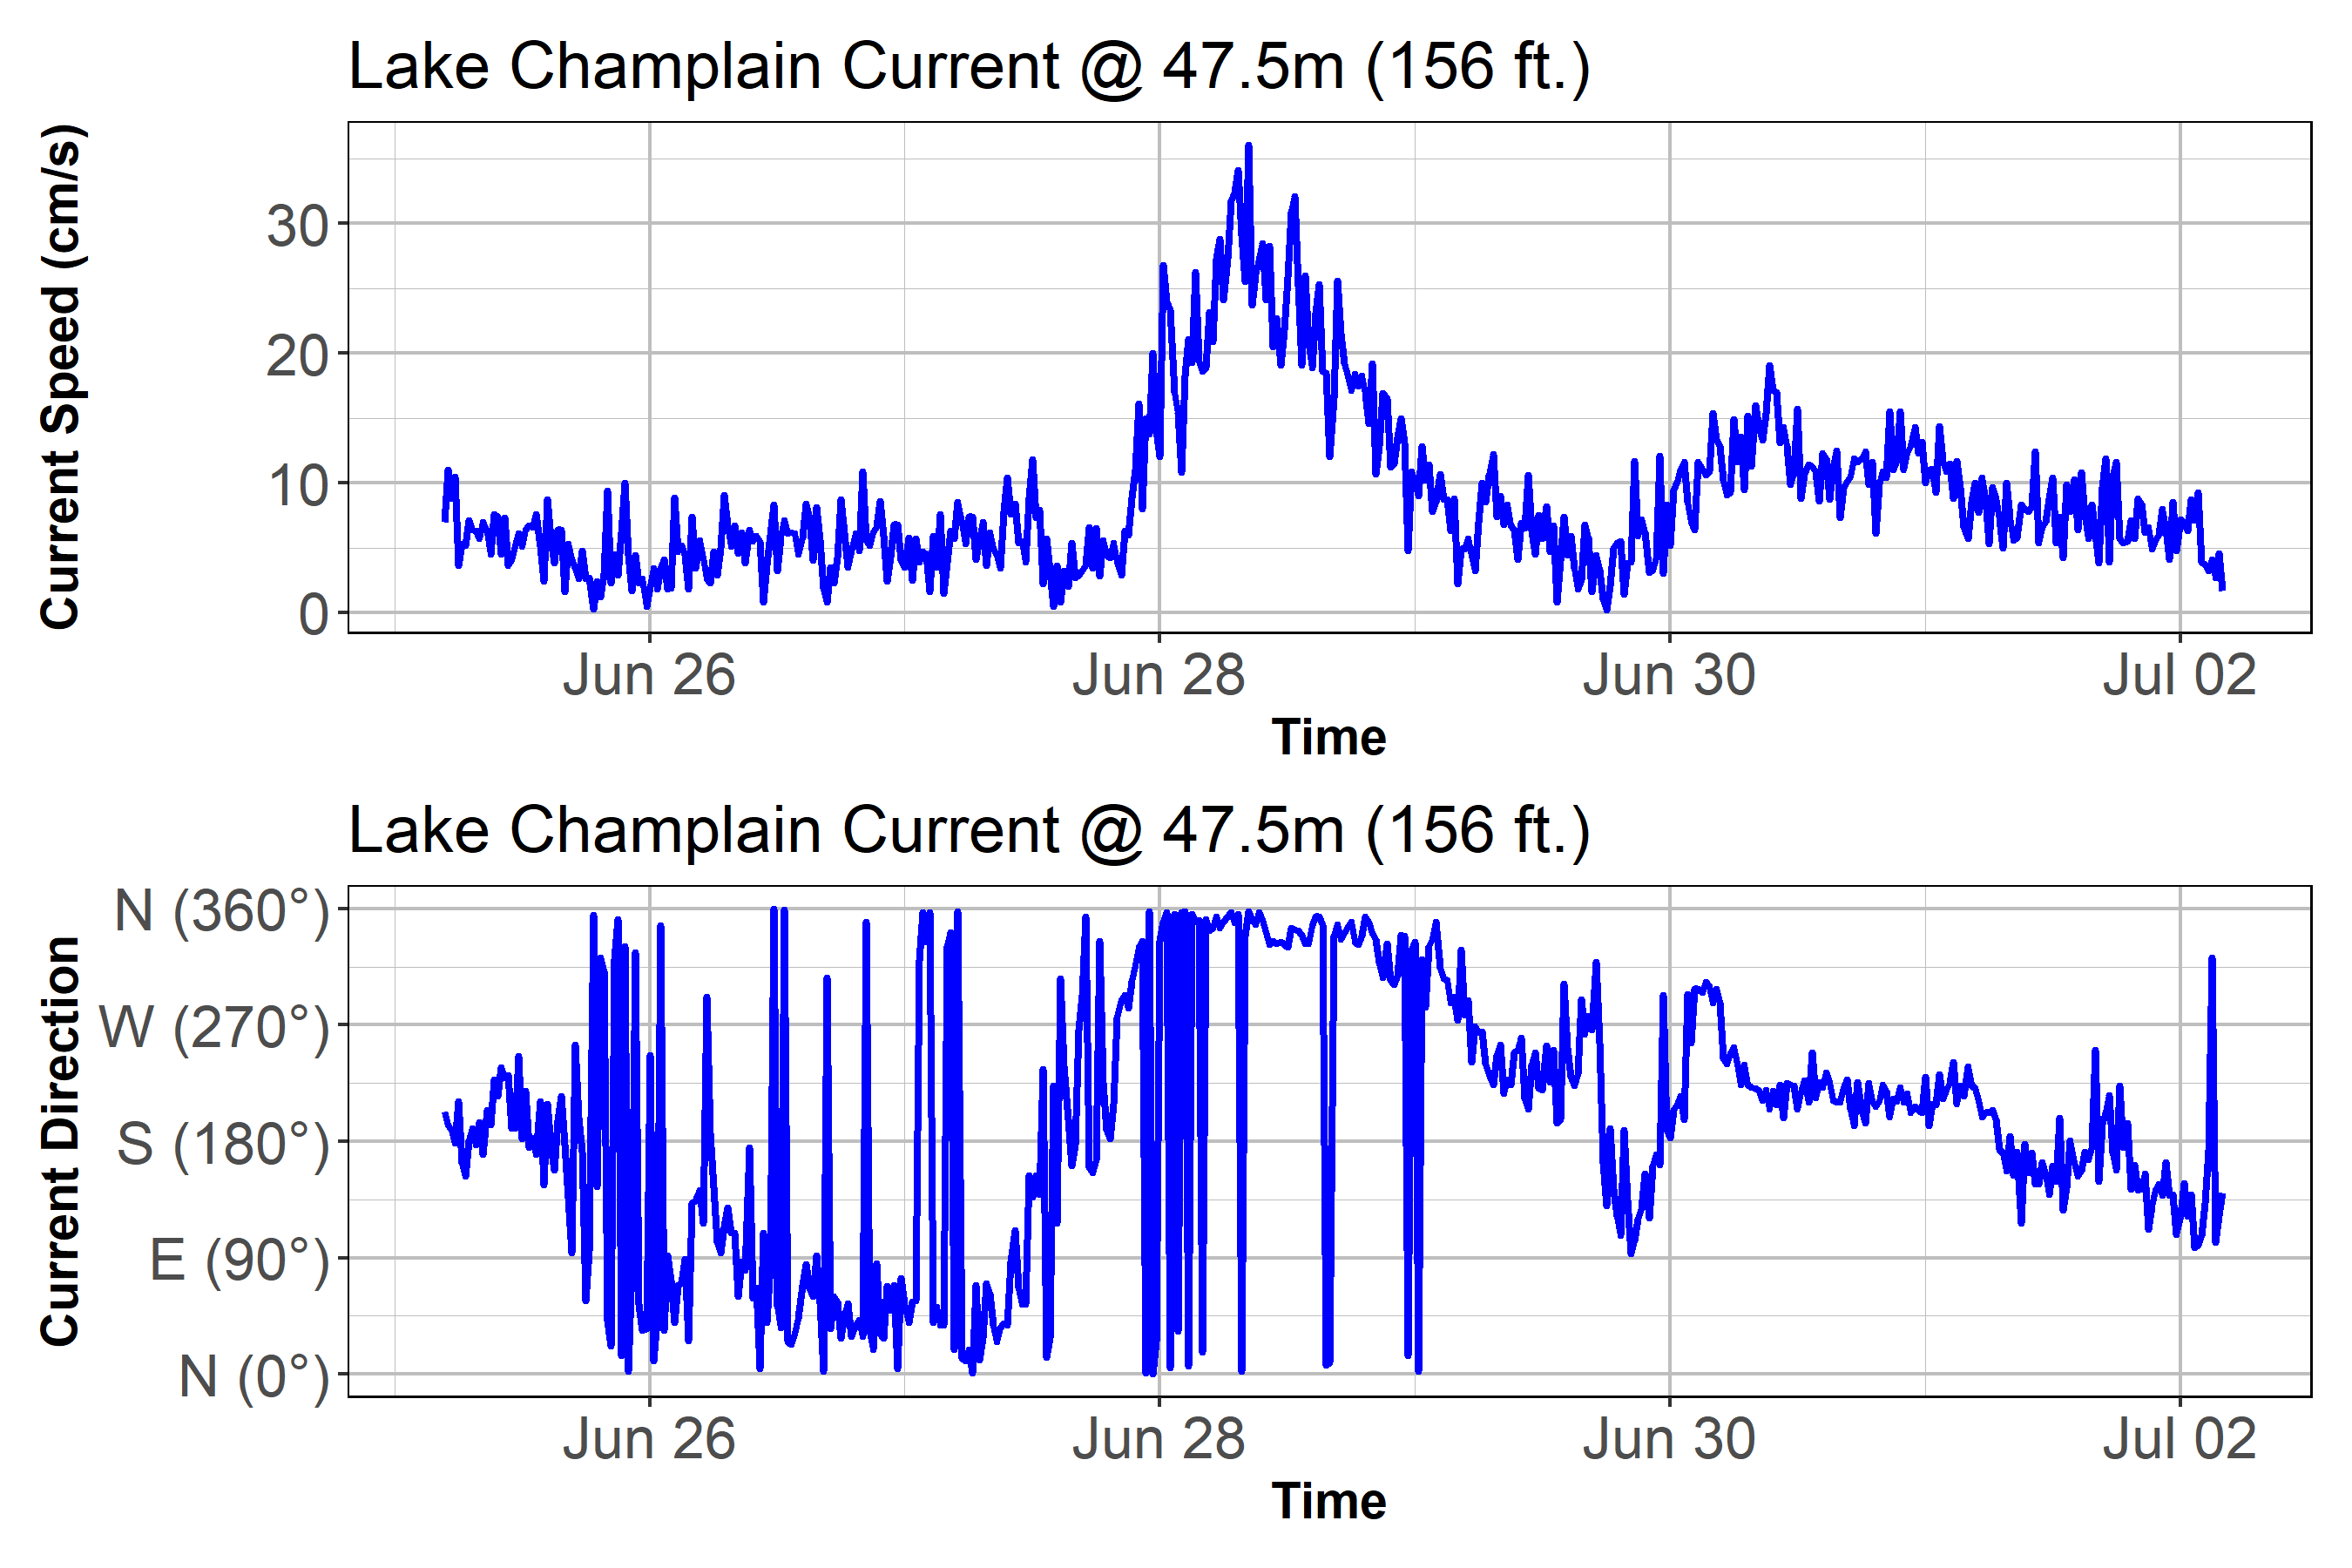 Lake Champlain Current @ 47.5m (156 ft.)
Current Speed (cm/s)
30
20
10
0
Jun 26 Jun 28 Jun 30 Jul 02
Time
Lake Champlain Current @ 47.5m (156 ft.)
Current Direction
N (360°)
W (270°)
S (180°)
E (90°)
N (0°)
Jun 26 Jun 28 Jun 30 Jul 02
Time